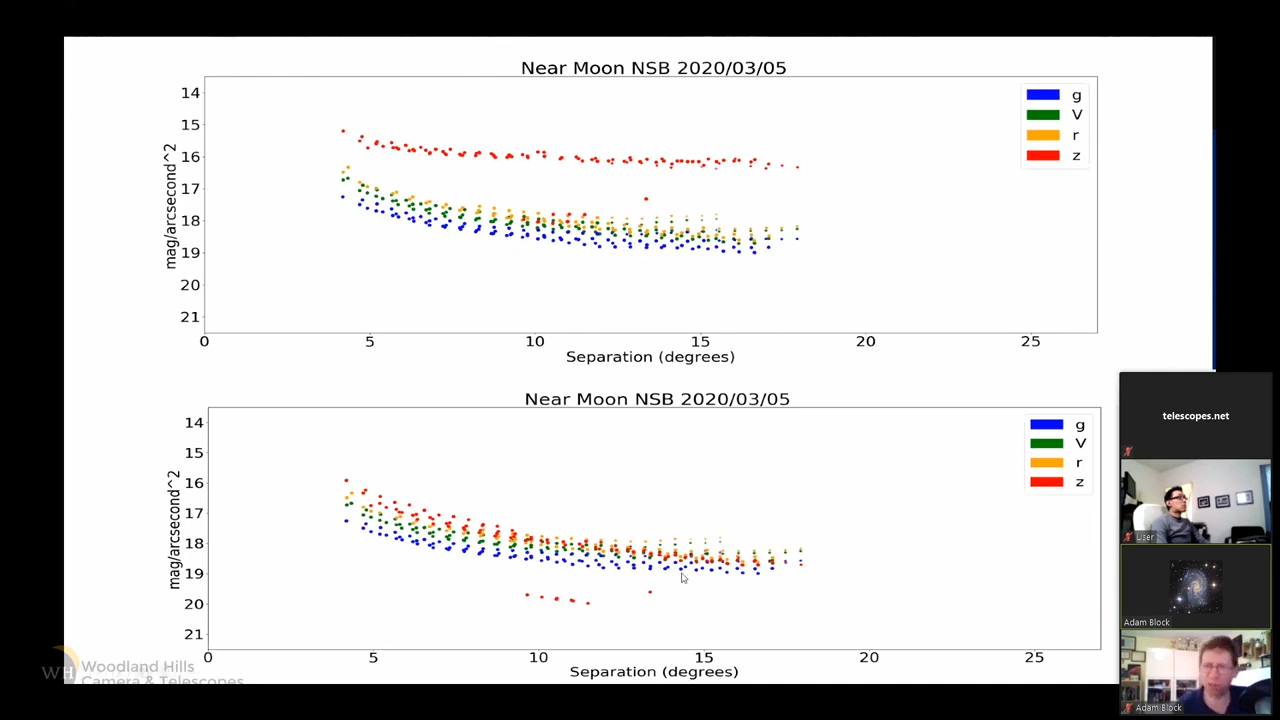 Near Moon NSB 2020/03/05
14
15
16
17
18
19
20
21
mag/arcsecond^2
0 5 10 15 20 25
Separation (degrees)
g
V
r
z
Near Moon NSB 2020/03/05
14
15
16
17
18
19
20
21
mag/arcsecond^2
0 5 10 15 20 25
Separation (degrees)
g
V
r
z
telescopes.net
User
Adam Block
Adam Block
WH
Woodland Hills
Camera & Telescopes